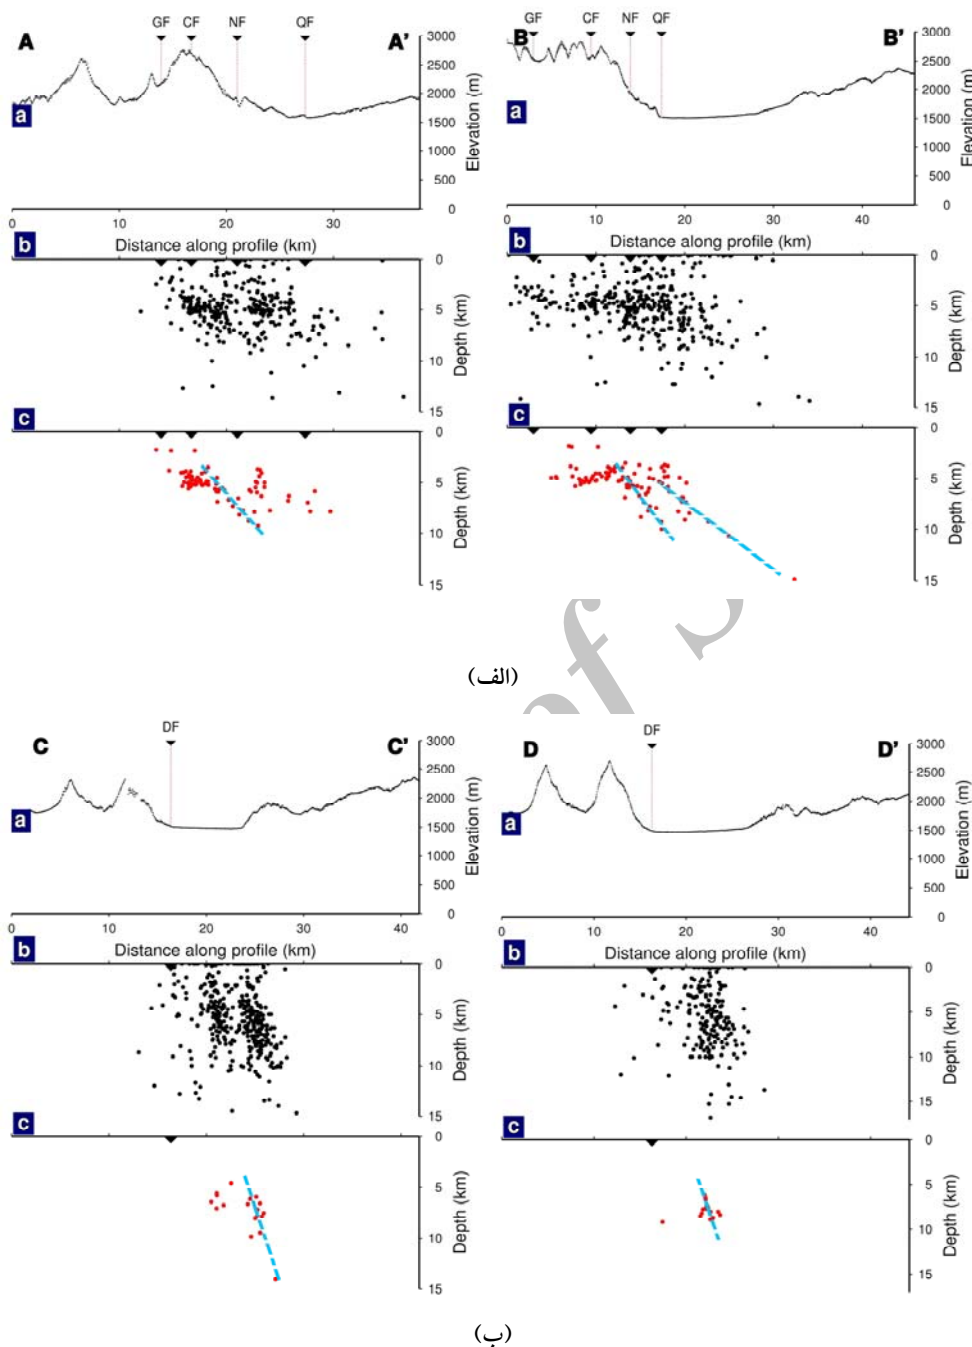 GF CF NF QF
A A'
3000
2500
2000
1500
1000
500
0
Elevation (m)
a
0 10 20 30
Distance along profile (km)
b
0
5
10
15
Depth (km)
c
0
5
10
15
Depth (km)
GF CF NF QF
B B'
3000
2500
2000
1500
1000
500
0
Elevation (m)
a
0 10 20 30 40
Distance along profile (km)
b
0
5
10
15
Depth (km)
c
0
5
10
15
Depth (km)
(الف)
DF
C C'
3000
2500
2000
1500
1000
500
0
Elevation (m)
a
0 10 20 30 40
Distance along profile (km)
b
0
5
10
15
Depth (km)
c
0
5
10
15
Depth (km)
DF
D D'
3000
2500
2000
1500
1000
500
0
Elevation (m)
a
0 10 20 30 40
Distance along profile (km)
b
0
5
10
15
Depth (km)
c
0
5
10
15
Depth (km)
(ب)
of S